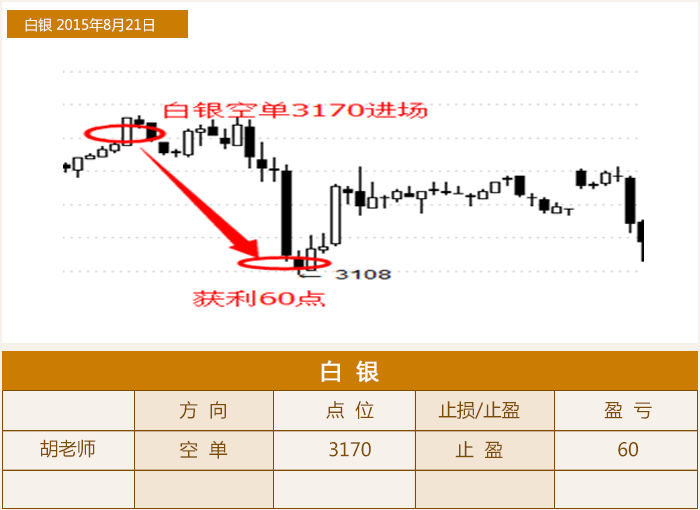 白银 2015年8月21日
白银空单3170进场
3108
获利60点
白 银
方 向 点 位 止损/止盈 盈 亏
胡老师 空 单 3170 止 盈 60